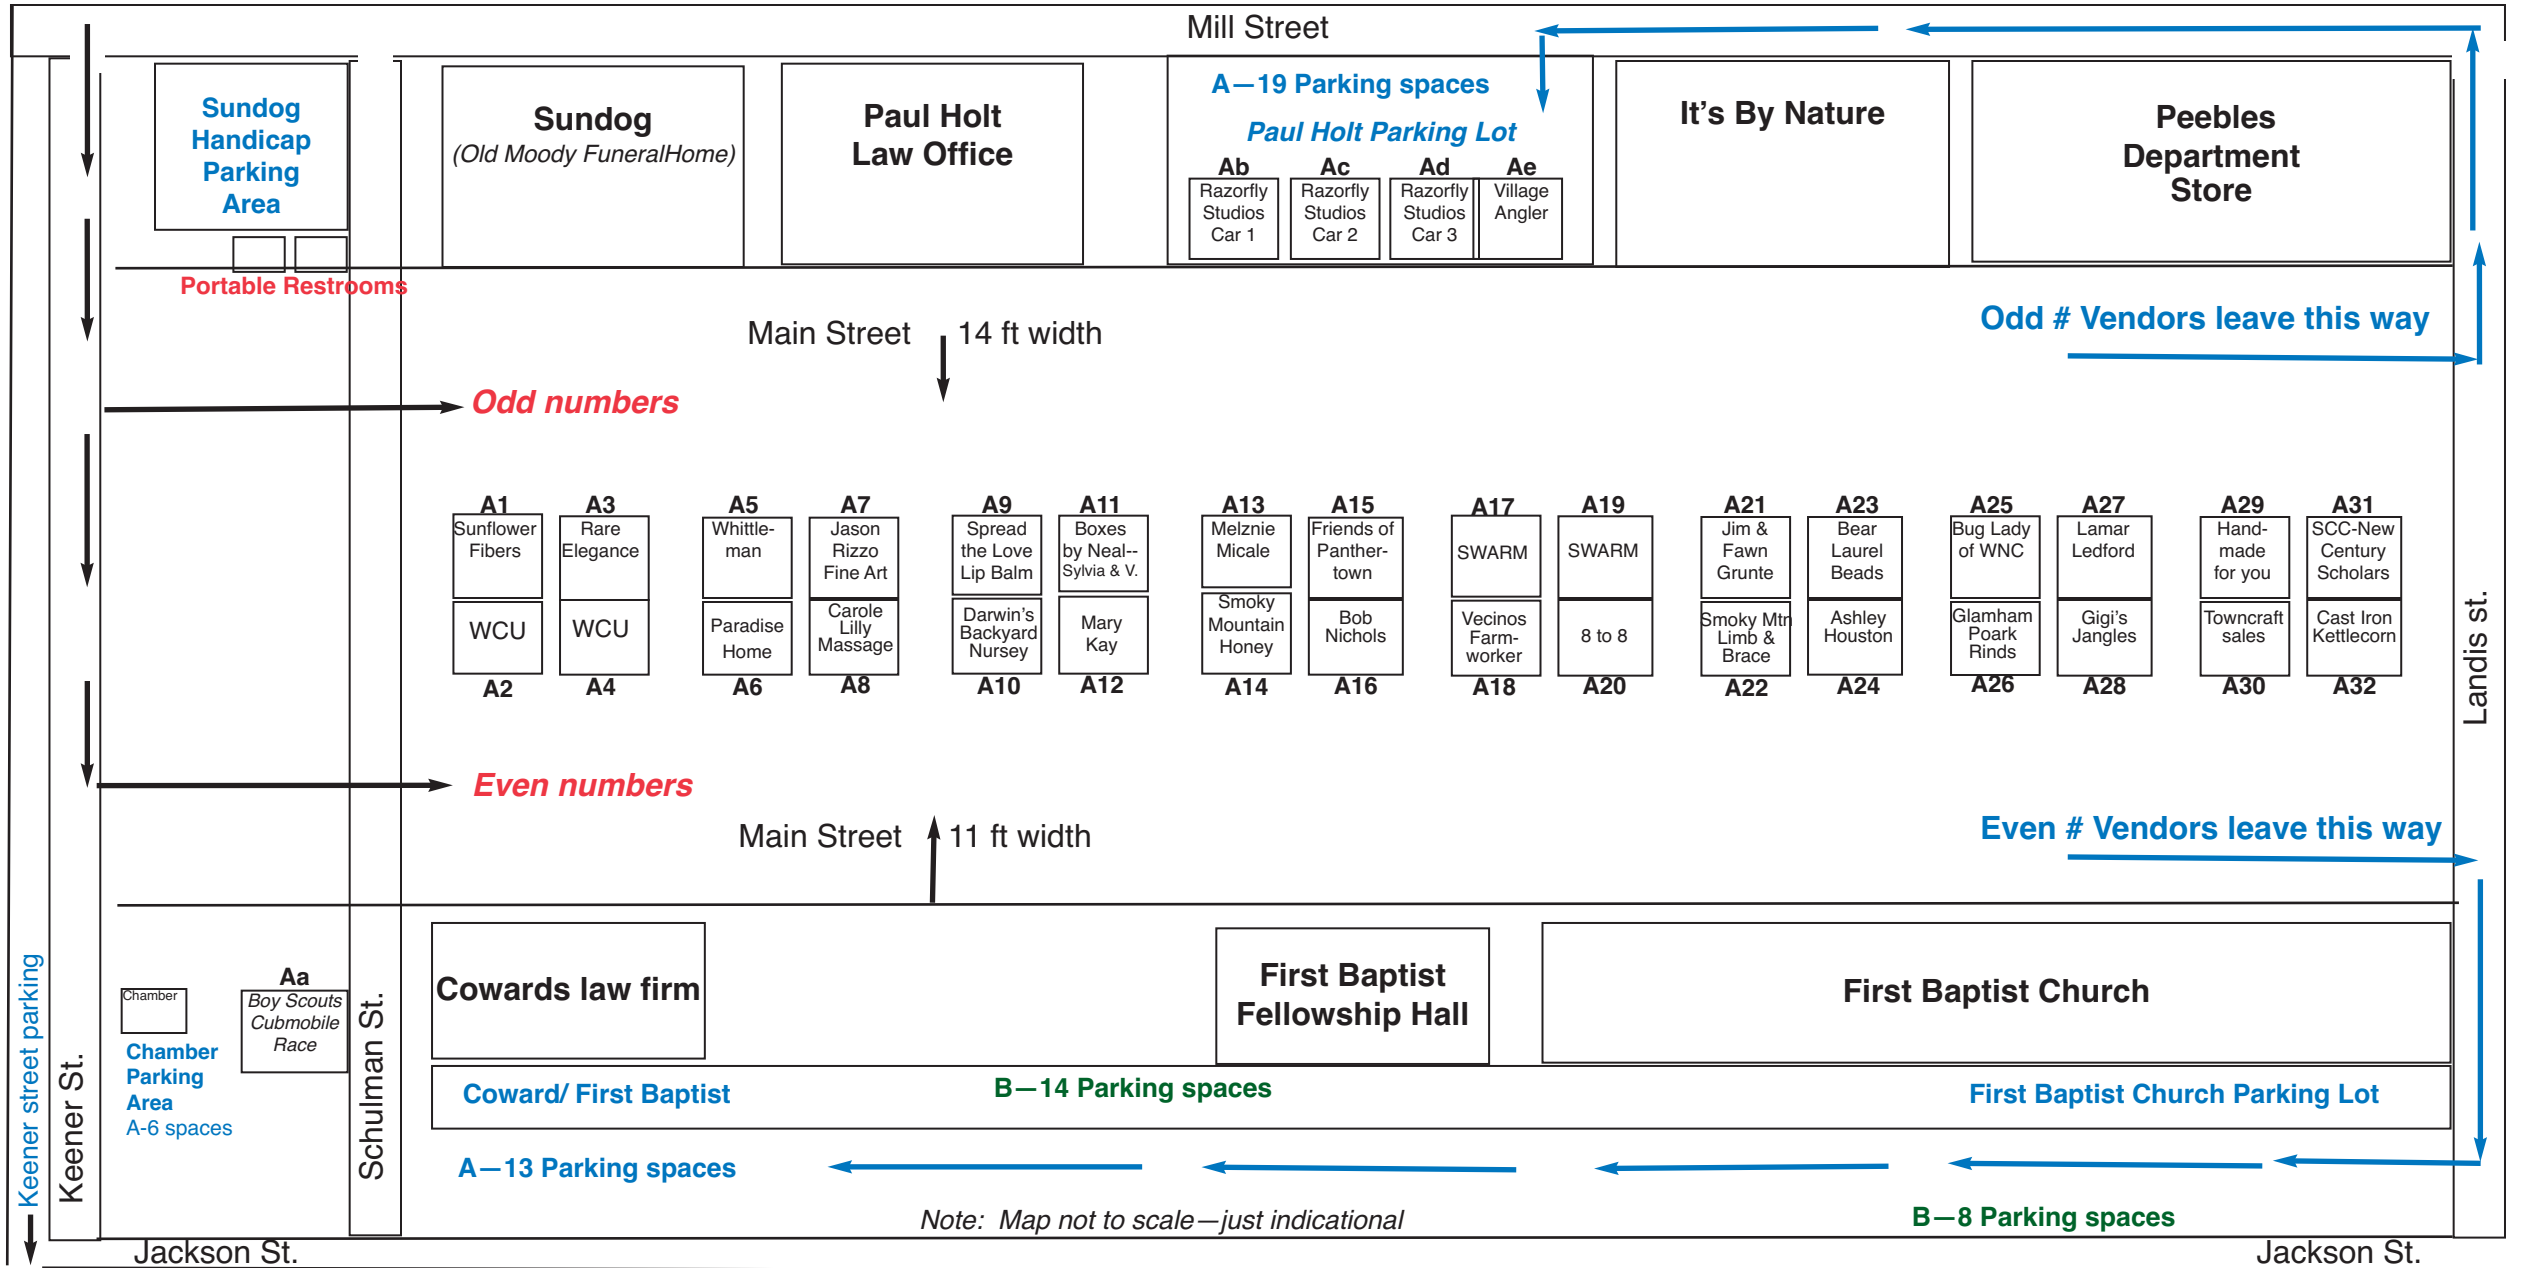 Mill Street
Sundog
Handicap
Parking
Area
Portable Restrooms
Sundog
(Old Moody FuneralHome)
Paul Holt
Law Office
A—19 Parking spaces
Paul Holt Parking Lot
Ab
Razorfly
Studios
Car 1
Ac
Razorfly
Studios
Car 2
Ad
Razorfly
Studios
Car 3
Ae
Village
Angler
It's By Nature
Peebles
Department
Store
Main Street
14 ft width
Odd # Vendors leave this way
Odd numbers
A1
Sunflower
Fibers
A3
Rare
Elegance
A5
Whittle-
man
A7
Jason
Rizzo
Fine Art
A9
Spread
the Love
Lip Balm
A11
Boxes
by Neal--
Sylvia & V.
A13
Melznie
Micale
A15
Friends of
Panther-
town
A17
SWARM
A19
SWARM
A21
Jim &
Fawn
Grunte
A23
Bear
Laurel
Beads
A25
Bug Lady
of WNC
A27
Lamar
Ledford
A29
Hand-
made
for you
A31
SCC-New
Century
Scholars
WCU
A2
WCU
A4
Paradise
Home
A6
Carole
Lilly
Massage
A8
Darwin's
Backyard
Nursey
A10
Mary
Kay
A12
Smoky
Mountain
Honey
A14
Bob
Nichols
A16
Vecinos
Farm-
worker
A18
8 to 8
A20
Smoky Mtn
Limb &
Brace
A22
Ashley
Houston
A24
Glamham
Poark
Rinds
A26
Gigi's
Jangles
A28
Towncraft
sales
A30
Cast Iron
Kettlecorn
A32
Landis st.
Even numbers
Main Street
11 ft width
Even # Vendors leave this way
Keener street parking
Keener St.
Chamber
Chamber
Parking
Area
A-6 spaces
Aa
Boy Scouts
Cubmobile
Race
Schulman St.
Cowards law firm
First Baptist
Fellowship Hall
First Baptist Church
Coward/ First Baptist
B—14 Parking spaces
First Baptist Church Parking Lot
A—13 Parking spaces
Note:  Map not to scale—just indicational
B—8 Parking spaces
Jackson St.
Jackson St.